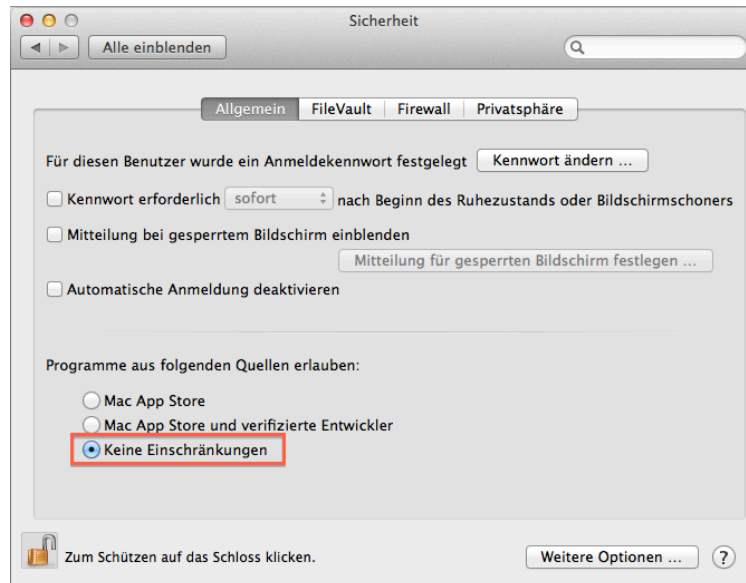 Sicherheit
Alle einblenden
Allgemein FileVault Firewall Privatsphäre
Für diesen Benutzer wurde ein Anmeldekennwort festgelegt Kennwort ändern ...
Kennwort erforderlich sofort nach Beginn des Ruhezustands oder Bildschirmschoners
Mitteilung bei gesperrtem Bildschirm einblenden
Mitteilung für gesperrten Bildschirm festlegen ...
Automatische Anmeldung deaktivieren
Programme aus folgenden Quellen erlauben:
Mac App Store
Mac App Store und verifizierte Entwickler
Keine Einschränkungen
Zum Schützen auf das Schloss klicken. Weitere Optionen ... ?